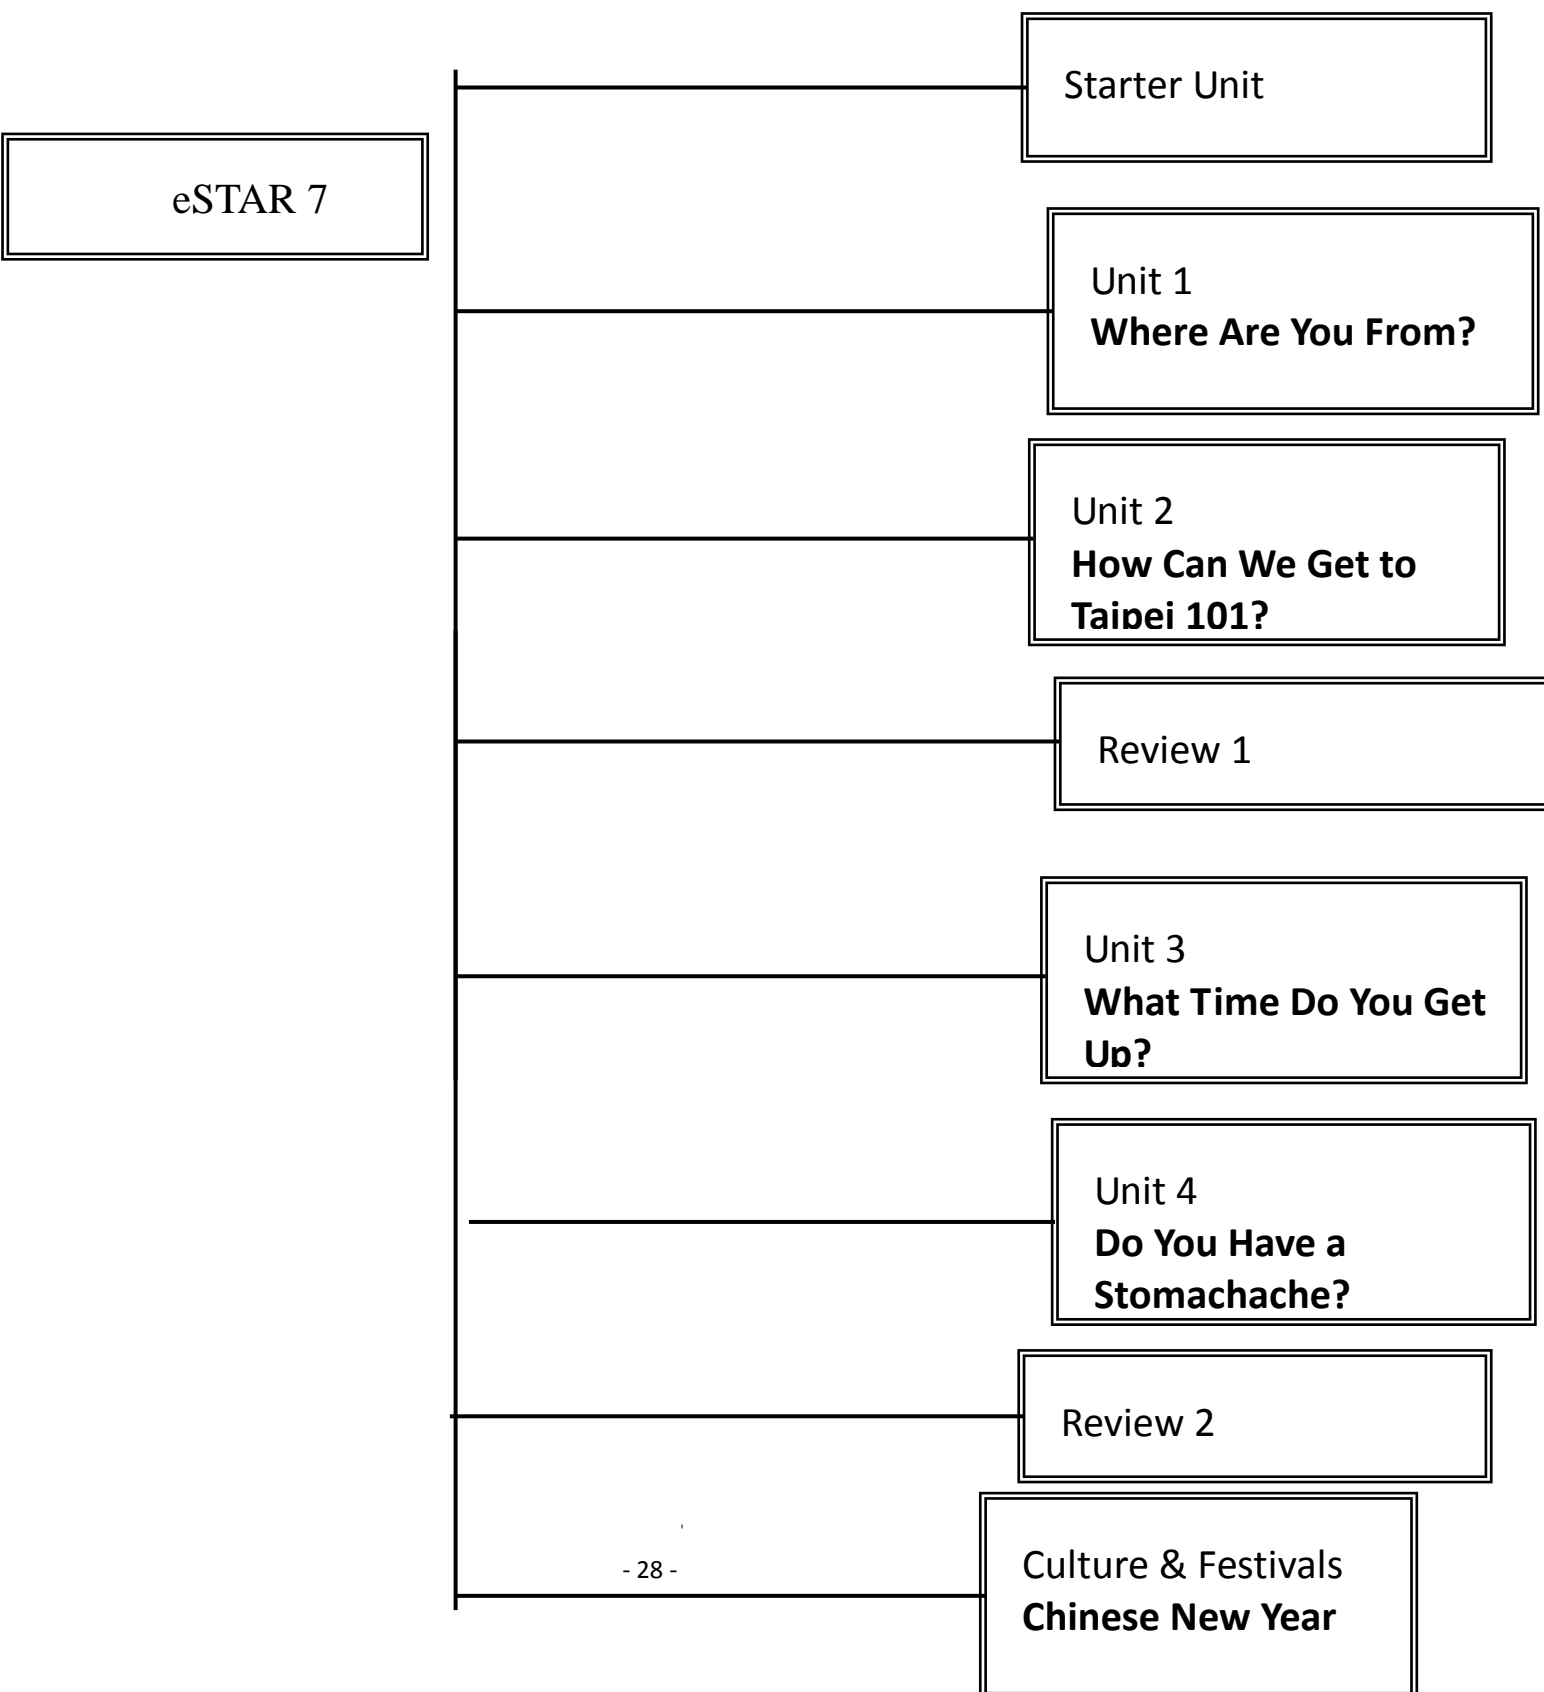 Starter Unit
eSTAR 7
Unit 1
Where Are You From?
Unit 2
How Can We Get to
Taipei 101?
Review 1
Unit 3
What Time Do You Get
Up?
Unit 4
Do You Have a
Stomachache?
Review 2
- 28 -
Culture & Festivals
Chinese New Year